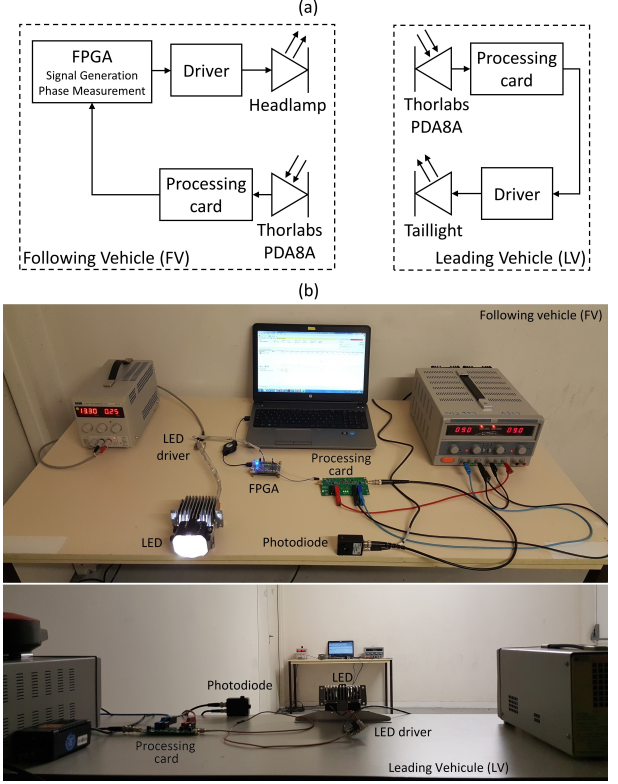 (a)
FPGA
Signal Generation
Phase Measurement
Driver
Headlamp
Processing
card
Thorlabs
PDA8A
Following Vehicle (FV)
Processing
card
Thorlabs
PDA8A
Driver
Taillight
Leading Vehicle (LV)
(b)
Following vehicle (FV)
LED
driver
FPGA
Processing
card
LED
Photodiode
LED
Photodiode
LED driver
Processing
card
Leading Vehicule (LV)